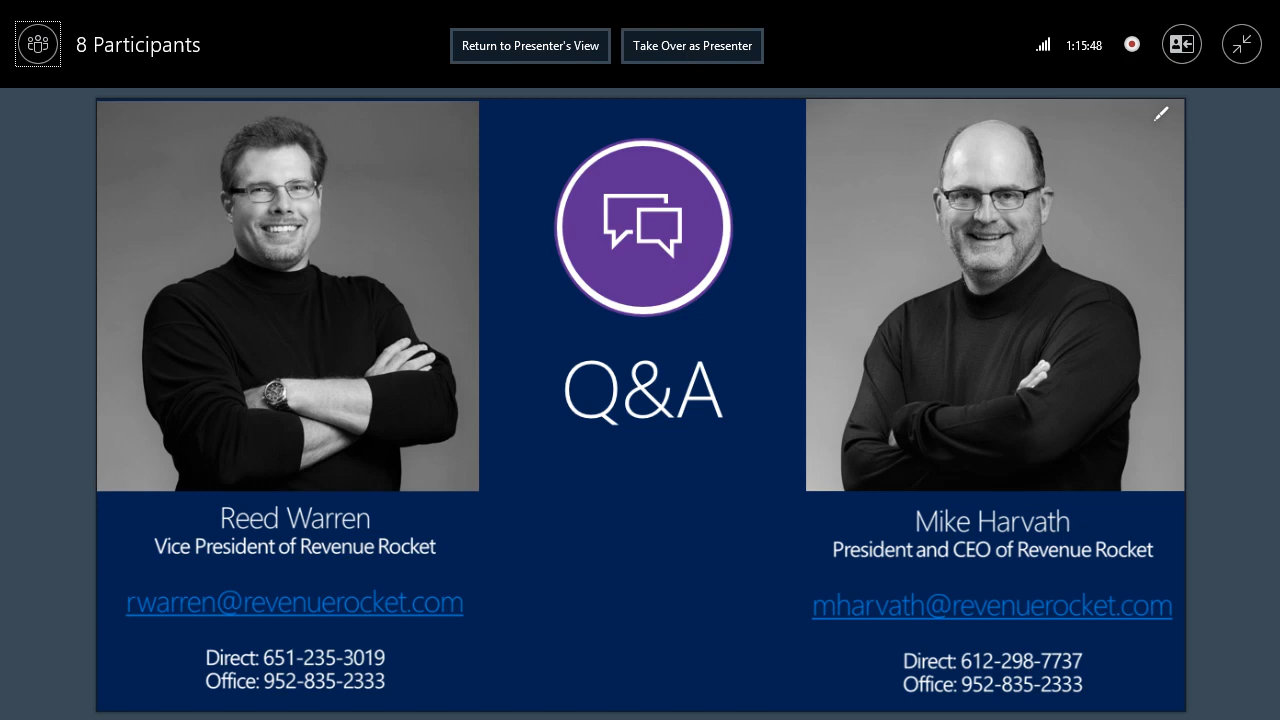 8 Participants
Return to Presenter's View
Take Over as Presenter
1:15:48
Q&A
Reed Warren
Vice President of Revenue Rocket
rwarren@revenuerocket.com
Direct: 651-235-3019
Office: 952-835-2333
Mike Harvath
President and CEO of Revenue Rocket
mharvath@revenuerocket.com
Direct: 612-298-7737
Office: 952-835-2333